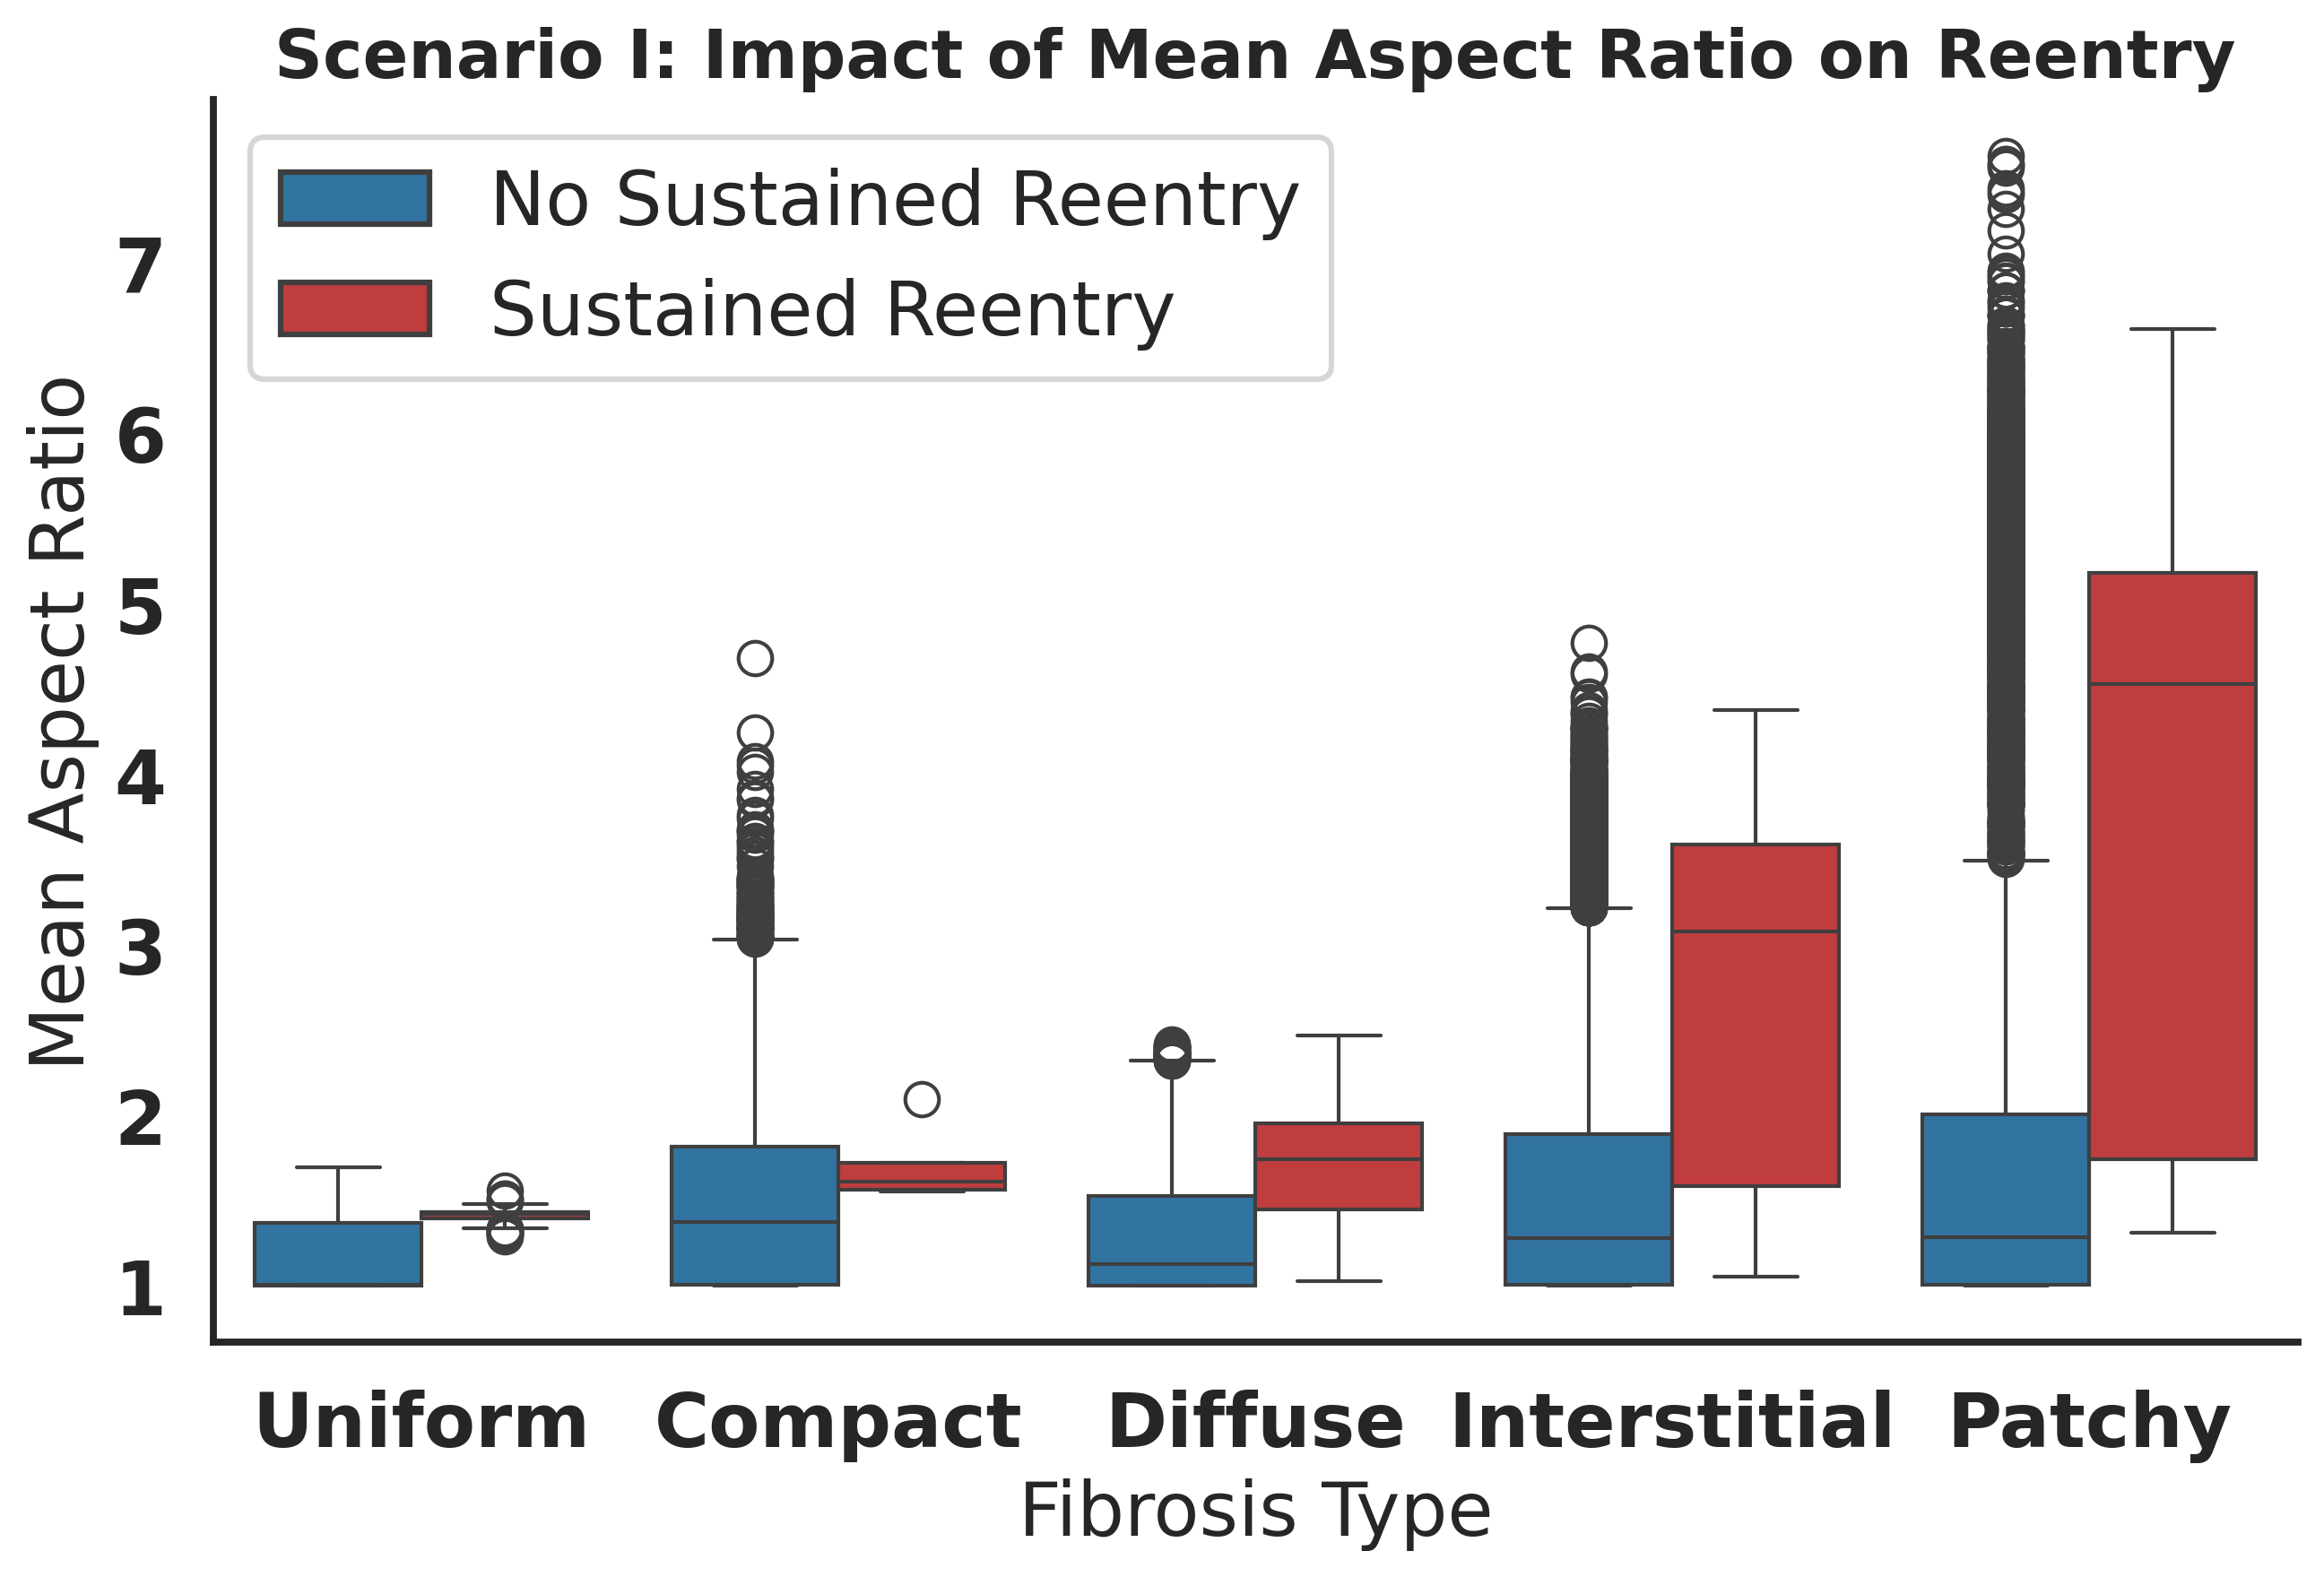 Scenario I: Impact of Mean Aspect Ratio on Reentry
No Sustained Reentry
Sustained Reentry
Mean Aspect Ratio
7
6
5
4
3
2
1
Uniform Compact Diffuse Interstitial Patchy
Fibrosis Type